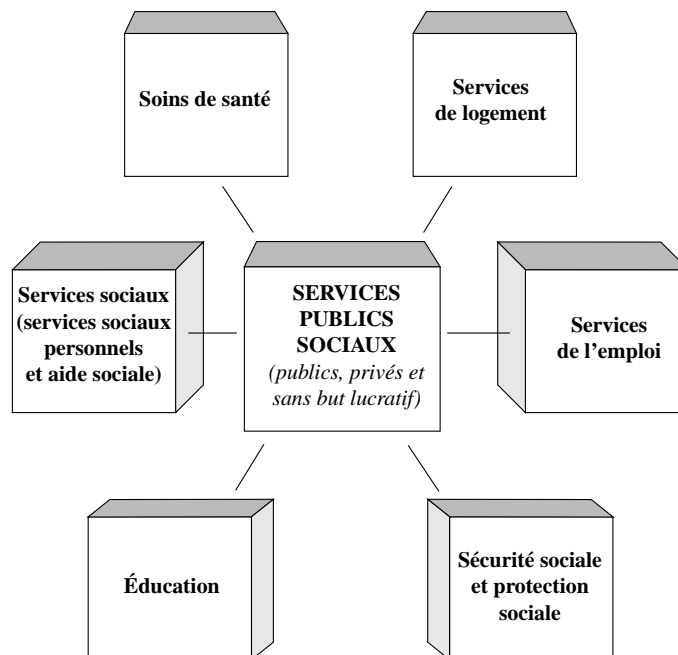 Soins de santé
Services
de logement
Services sociaux
(services sociaux
personnels
et aide sociale)
SERVICES
PUBLICS
SOCIAUX
(publics, privés et
sans but lucratif)
Services
de l’emploi
Éducation
Sécurité sociale
et protection
sociale